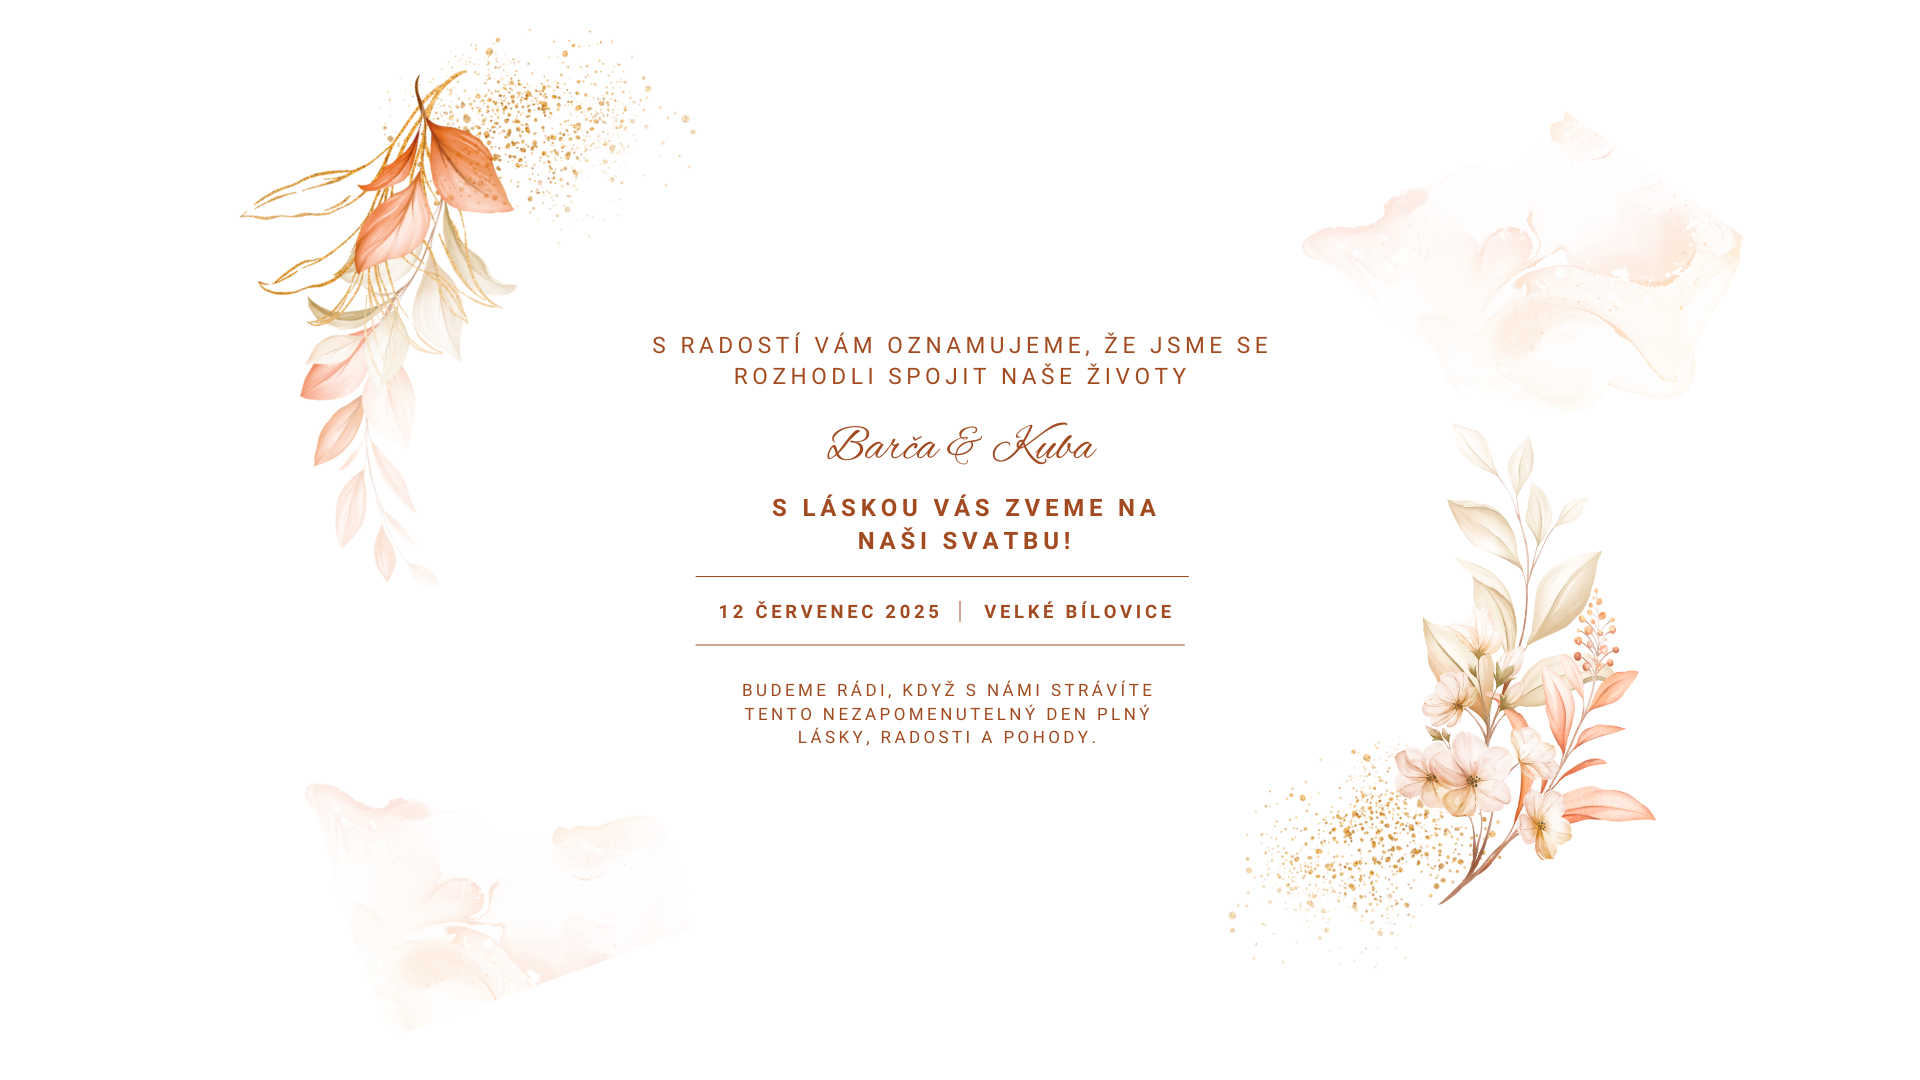 S RADOSTÍ VÁM OZNAMUJEME, ŽE JSME SE
ROZHODLI SPOJIT NAŠE ŽIVOTY
Barča & Kuba
S LÁSKOU VÁS ZVEME NA
NAŠI SVATBU!
12 ČERVENEC 2025 | VELKÉ BÍLOVICE
BUDEME RÁDI, KDYŽ S NÁMI STRÁVÍTE
TENTO NEZAPOMENUTELNÝ DEN PLNÝ
LÁSKY, RADOSTI A POHODY.